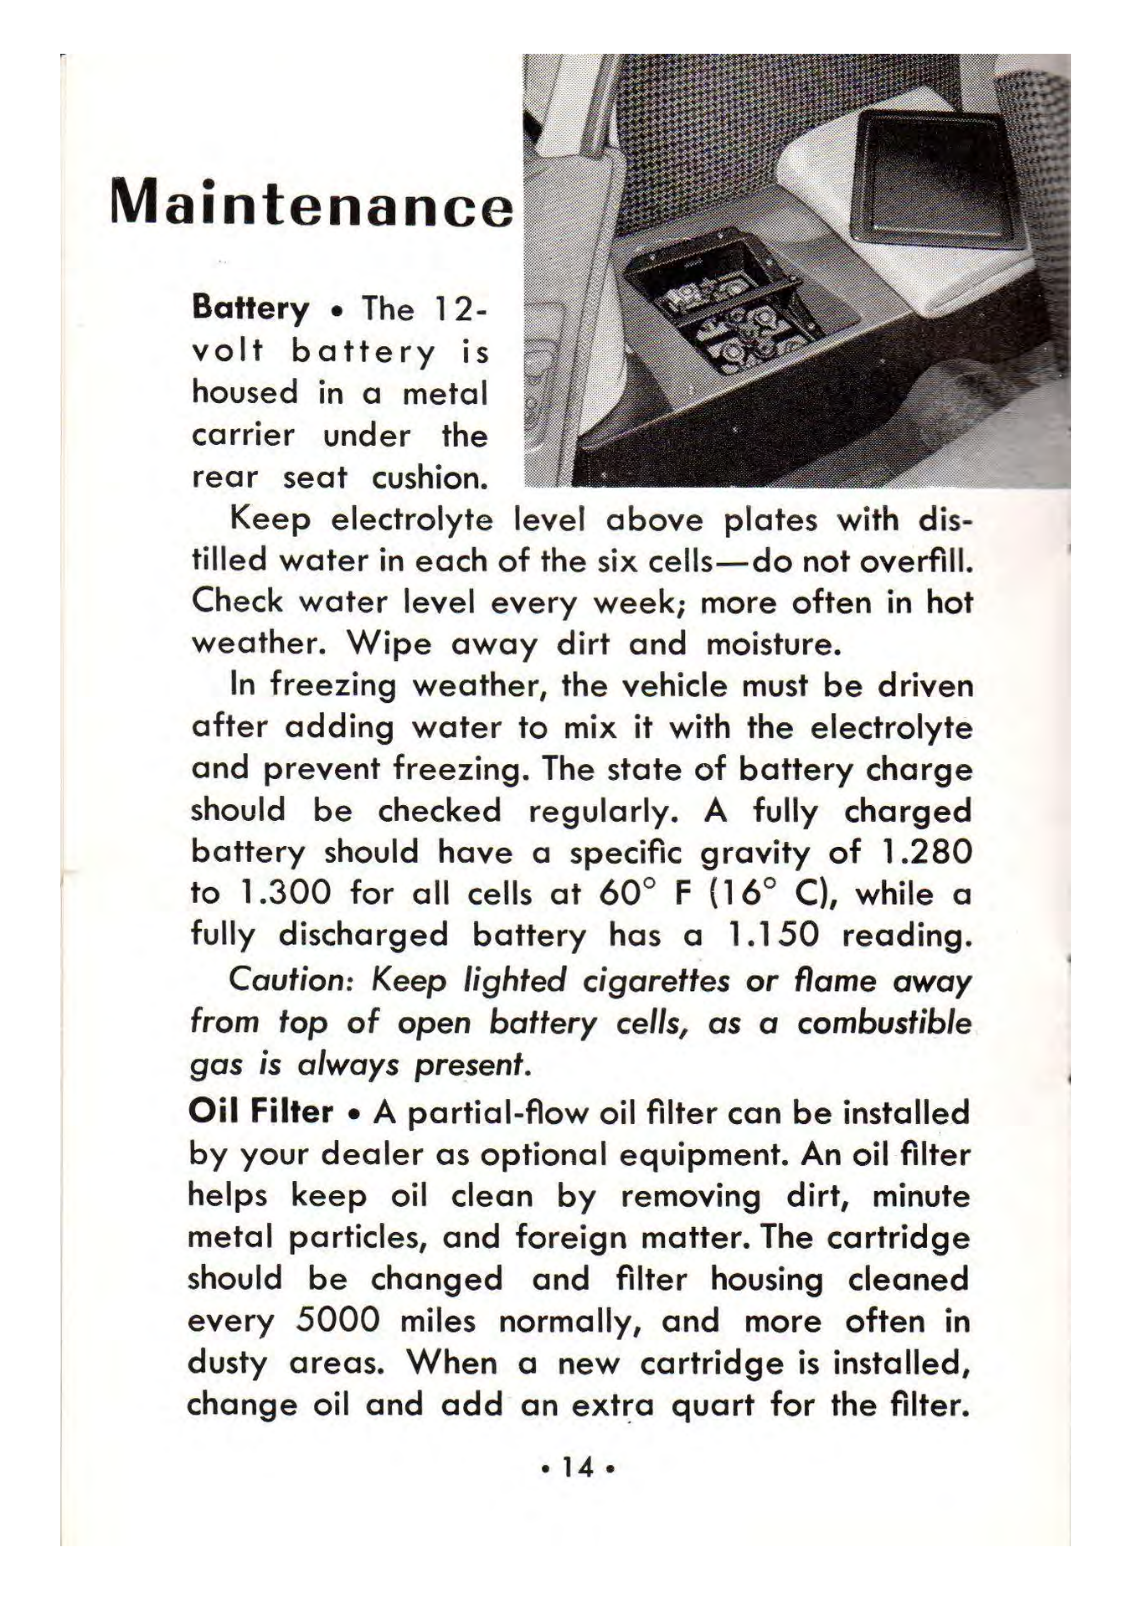 Maintenance
Battery • The 12-
volt battery is
housed in a metal
carrier under the
rear seat cushion.
Keep electrolyte level above plates with dis-
tilled water in each of the six cells—do not overfill.
Check water level every week; more often in hot
weather. Wipe away dirt and moisture.
In freezing weather, the vehicle must be driven
after adding water to mix it with the electrolyte
and prevent freezing. The state of battery charge
should be checked regularly. A fully charged
battery should have a specific gravity of 1.280
to 1.300 for all cells at 60° F (16° C), while a
fully discharged battery has a 1.150 reading.
Caution: Keep lighted cigarettes or flame away
from top of open battery cells, as a combustible
gas is always present.
Oil Filter • A partial-flow oil filter can be installed
by your dealer as optional equipment. An oil filter
helps keep oil clean by removing dirt, minute
metal particles, and foreign matter. The cartridge
should be changed and filter housing cleaned
every 5000 miles normally, and more often in
dusty areas. When a new cartridge is installed,
change oil and add an extra quart for the filter.
• 14 •